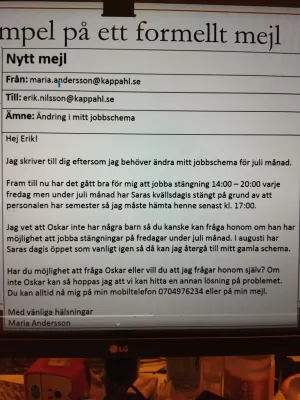 mpel på ett formellt mejl
Nytt mejl
Från: maria.andersson@kappahl.se
Till: erik.nilsson@kappahl.se
Ämne: Ändring i mitt jobbschema
Hej Erik!
Jag skriver till dig eftersom jag behöver ändra mitt jobbschema för juli månad.
Fram till nu har det gått bra för mig att jobba stängning 14:00 – 20:00 varje
fredag men under juli månad har Saras kvällsdagis stängt på grund av att
personalen har semester så jag måste hämta henne senast kl. 17:00.
Jag vet att Oskar inte har några barn så du kanske kan fråga honom om han har
möjlighet att jobba stängningar på fredagar under juli månad. I augusti har
Saras dagis öppet som vanligt igen så då kan jag återgå till mitt gamla schema.
Har du möjlighet att fråga Oskar eller vill du att jag frågar honom själv? Om
inte Oskar kan så hoppas jag att vi kan hitta en annan lösning på problemet.
Du kan alltid nå mig på min mobiltelefon 0704976234 eller på min mejl.
Med vänliga hälsningar
Maria Andersson
LG